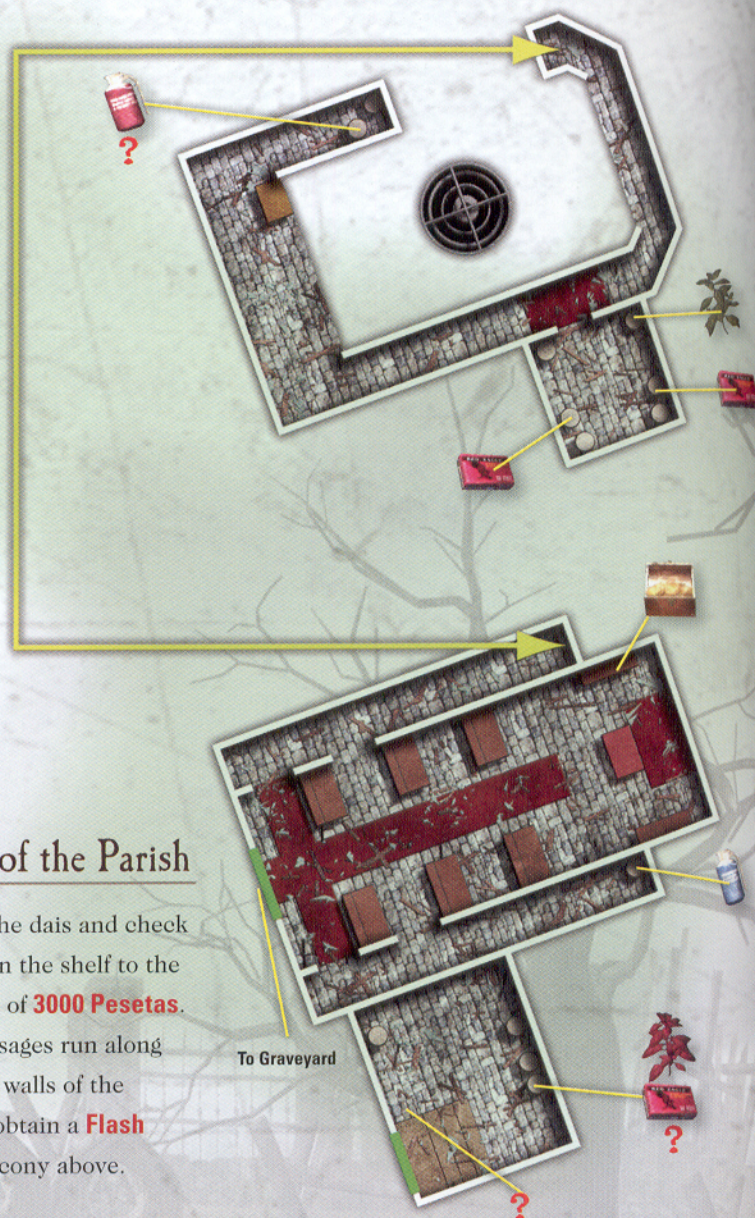 ?
of the Parish
he dais and check
n the shelf to the
of 3000 Pesetas.
sages run along
walls of the
obtain a Flash
cony above.
To Graveyard
?
?